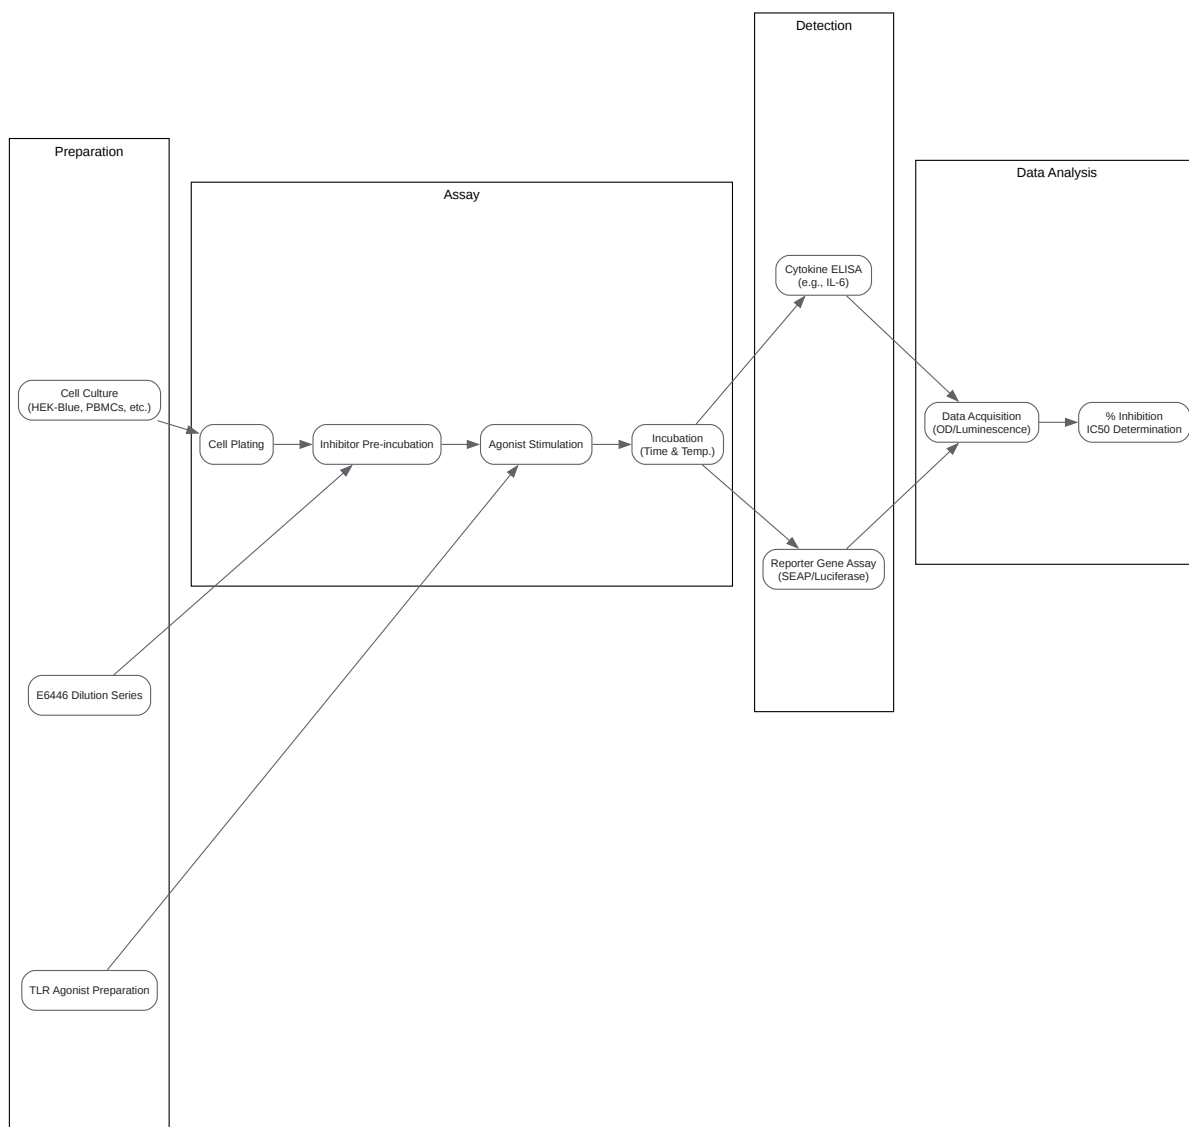 Preparation
Cell Culture
(HEK-Blue, PBMCs, etc.)
E6446 Dilution Series
TLR Agonist Preparation
Assay
Cell Plating
Inhibitor Pre-incubation
Agonist Stimulation
Incubation
(Time & Temp.)
Detection
Cytokine ELISA
(e.g., IL-6)
Reporter Gene Assay
(SEAP/Luciferase)
Data Analysis
Data Acquisition
(OD/Luminescence)
% Inhibition
IC50 Determination